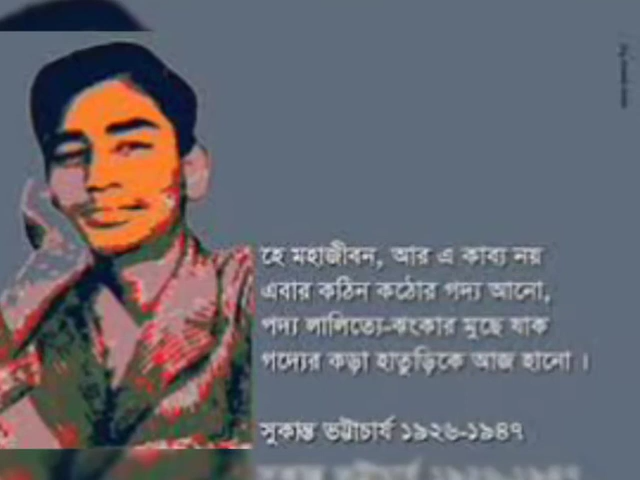 হে মহাজীবন, আর এ কাব্য নয়
এবার কঠিন কঠোর গদ্য আনো,
পদ্য লালিত্যে-ঝংকার মুছে যাক
গদ্যের কড়া হাতুড়িকে আজ হানো ।
সুকান্ত ভট্টাচার্য ১৯২৬-১৯৪৭